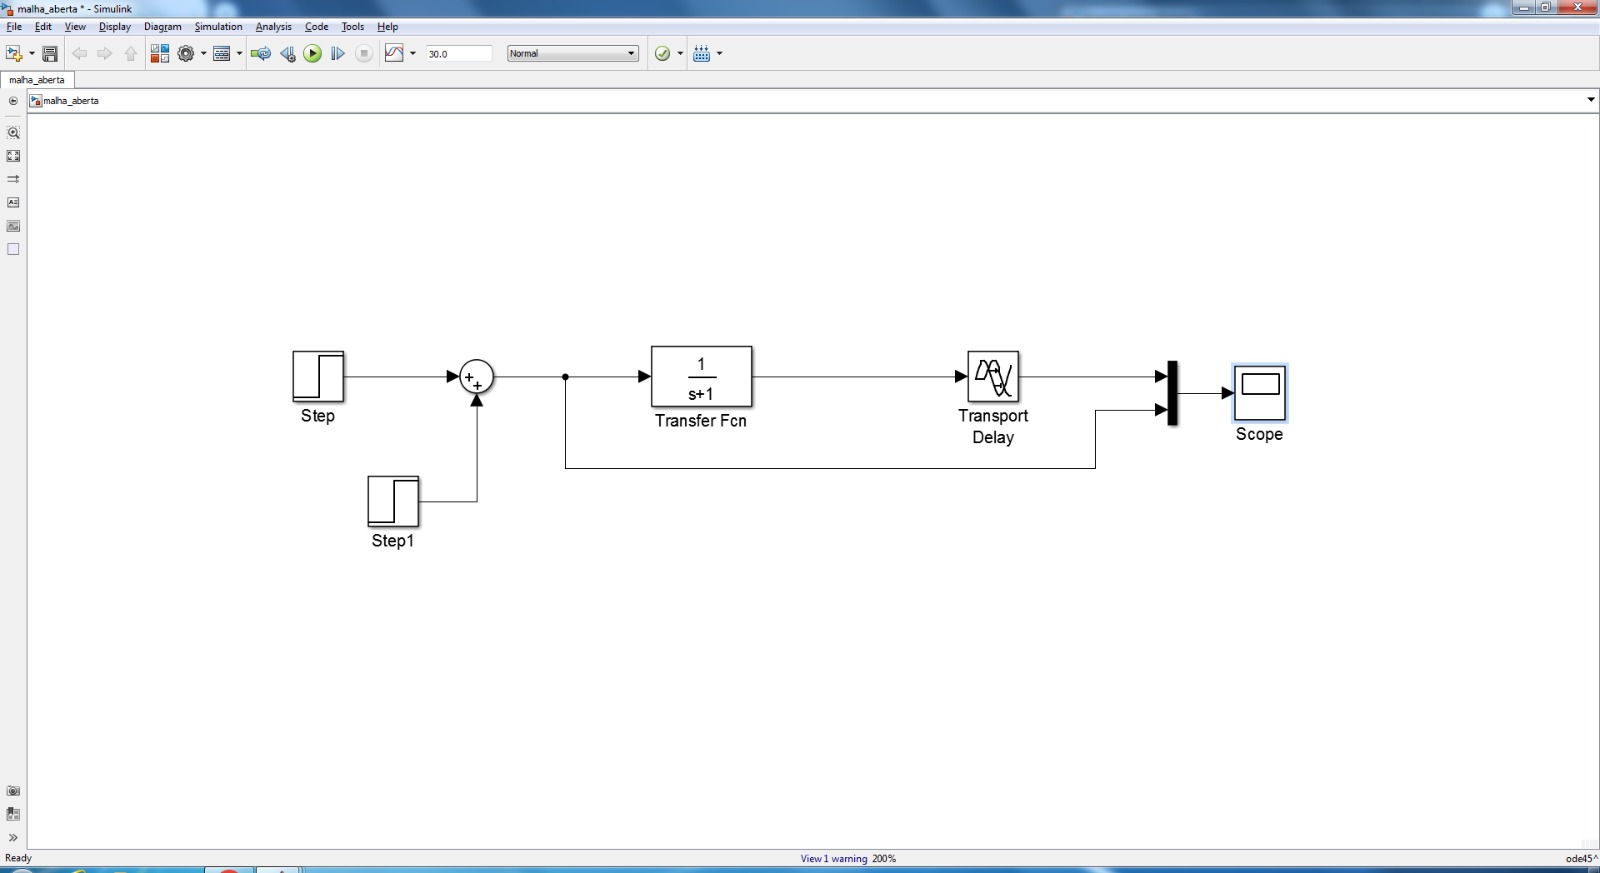 malha_aberta * - Simulink
File Edit View Display Diagram Simulation Analysis Code Tools Help
30.0 Normal
malha_aberta
malha_aberta
Step
+
+
1
s+1
Transfer Fcn
Transport
Delay
Scope
Step1
Ready View 1 warning 200% ode45^